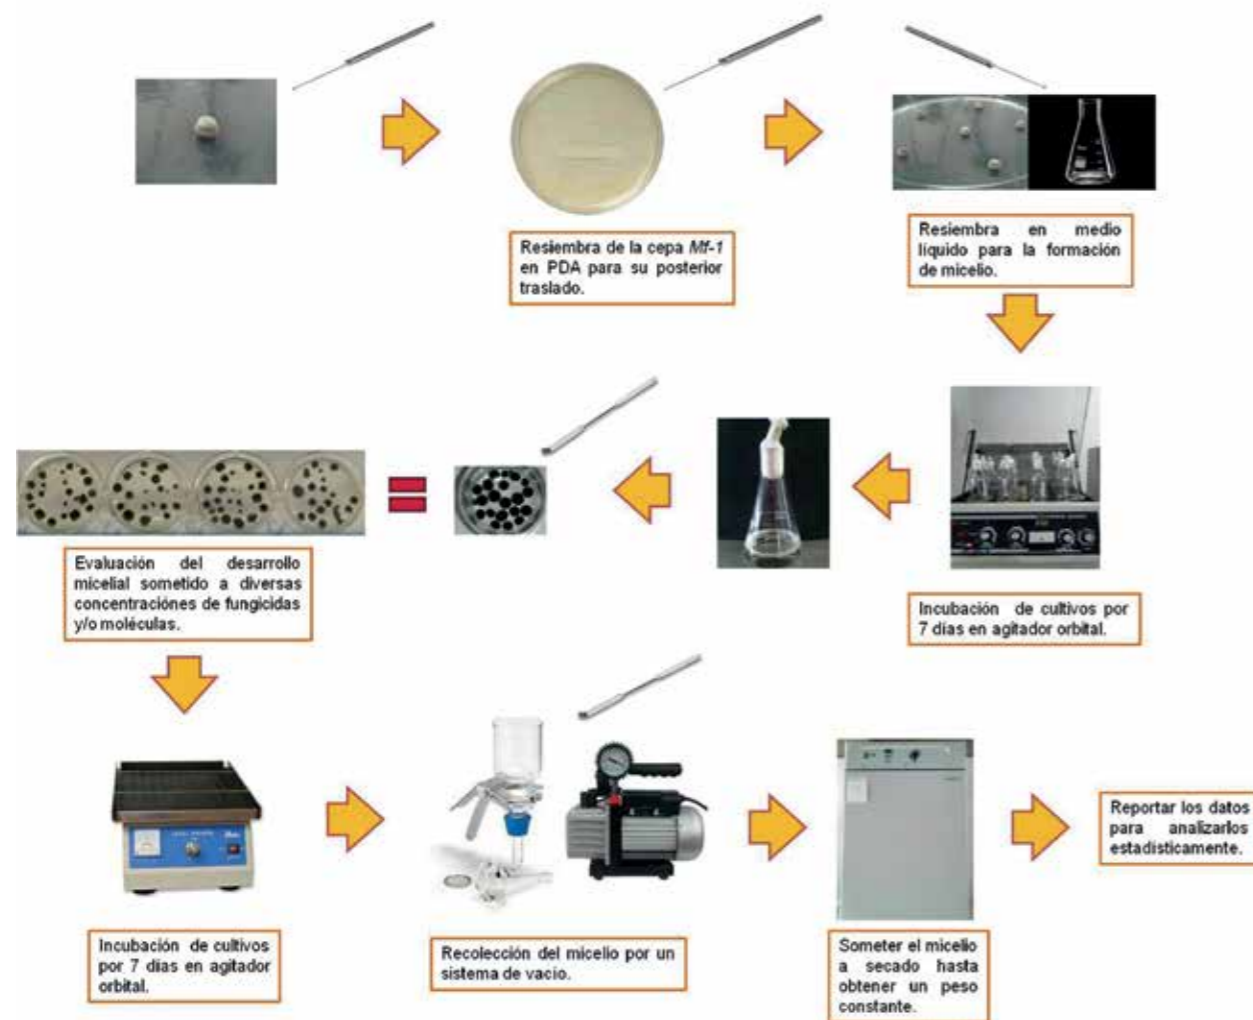 Resiembra de la cepa Mf-1
en PDA para su posterior
traslado.
Resiembra en medio
líquido para la formación
de micelio.
Incubación de cultivos por
7 días en agitador orbital.
Evaluación del desarrollo
micelial sometido a diversas
concentraciónes de fungicidas
y/o moléculas.
Incubación de cultivos
por 7 días en agitador
orbital.
Recolección del micelio por un
sistema de vacío.
Someter el micelio
a secado hasta
obtener un peso
constante.
Reportar los datos
para analizarlos
estadísticamente.